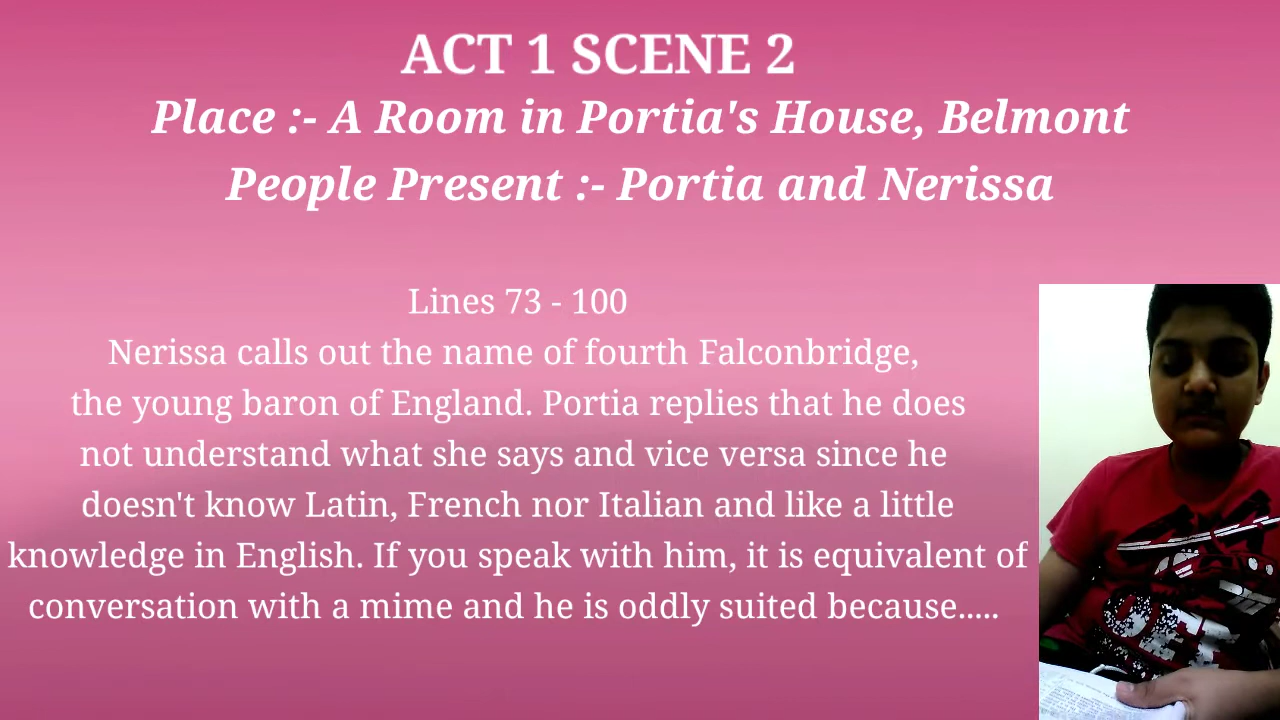 ACT 1 SCENE 2
Place :- A Room in Portia's House, Belmont
People Present :- Portia and Nerissa
Lines 73 - 100
Nerissa calls out the name of fourth Falconbridge,
the young baron of England. Portia replies that he does
not understand what she says and vice versa since he
doesn't know Latin, French nor Italian and like a little
knowledge in English. If you speak with him, it is equivalent of
conversation with a mime and he is oddly suited because.....